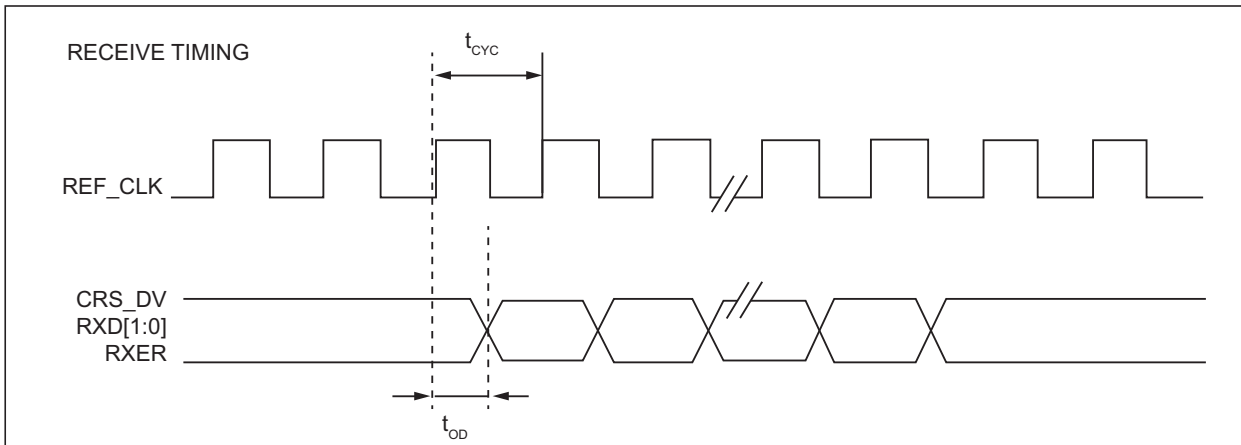 RECEIVE TIMING
tCYC
REF_CLK
CRS_DV
RXD[1:0]
RXER
tOD